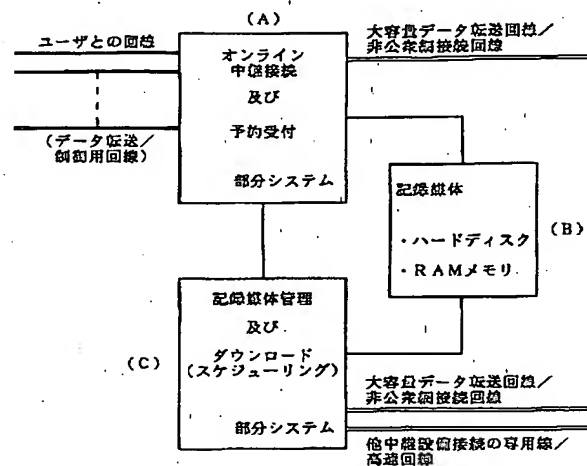 (A)
ユーザとの回線
(データ転送/
制御用回線)
オンライン
中継接続
及び
予約受付
部分システム
大容量データ転送回線/
非公衆網接続回線
記録媒体
・ハードディスク
・RAMメモリ
(B)
(C)
記録媒体管理
及び
ダウンロード
(スケジューリング)
部分システム
大容量データ転送回線/
非公衆網接続回線
他中継設備接続の専用線/
高速回線